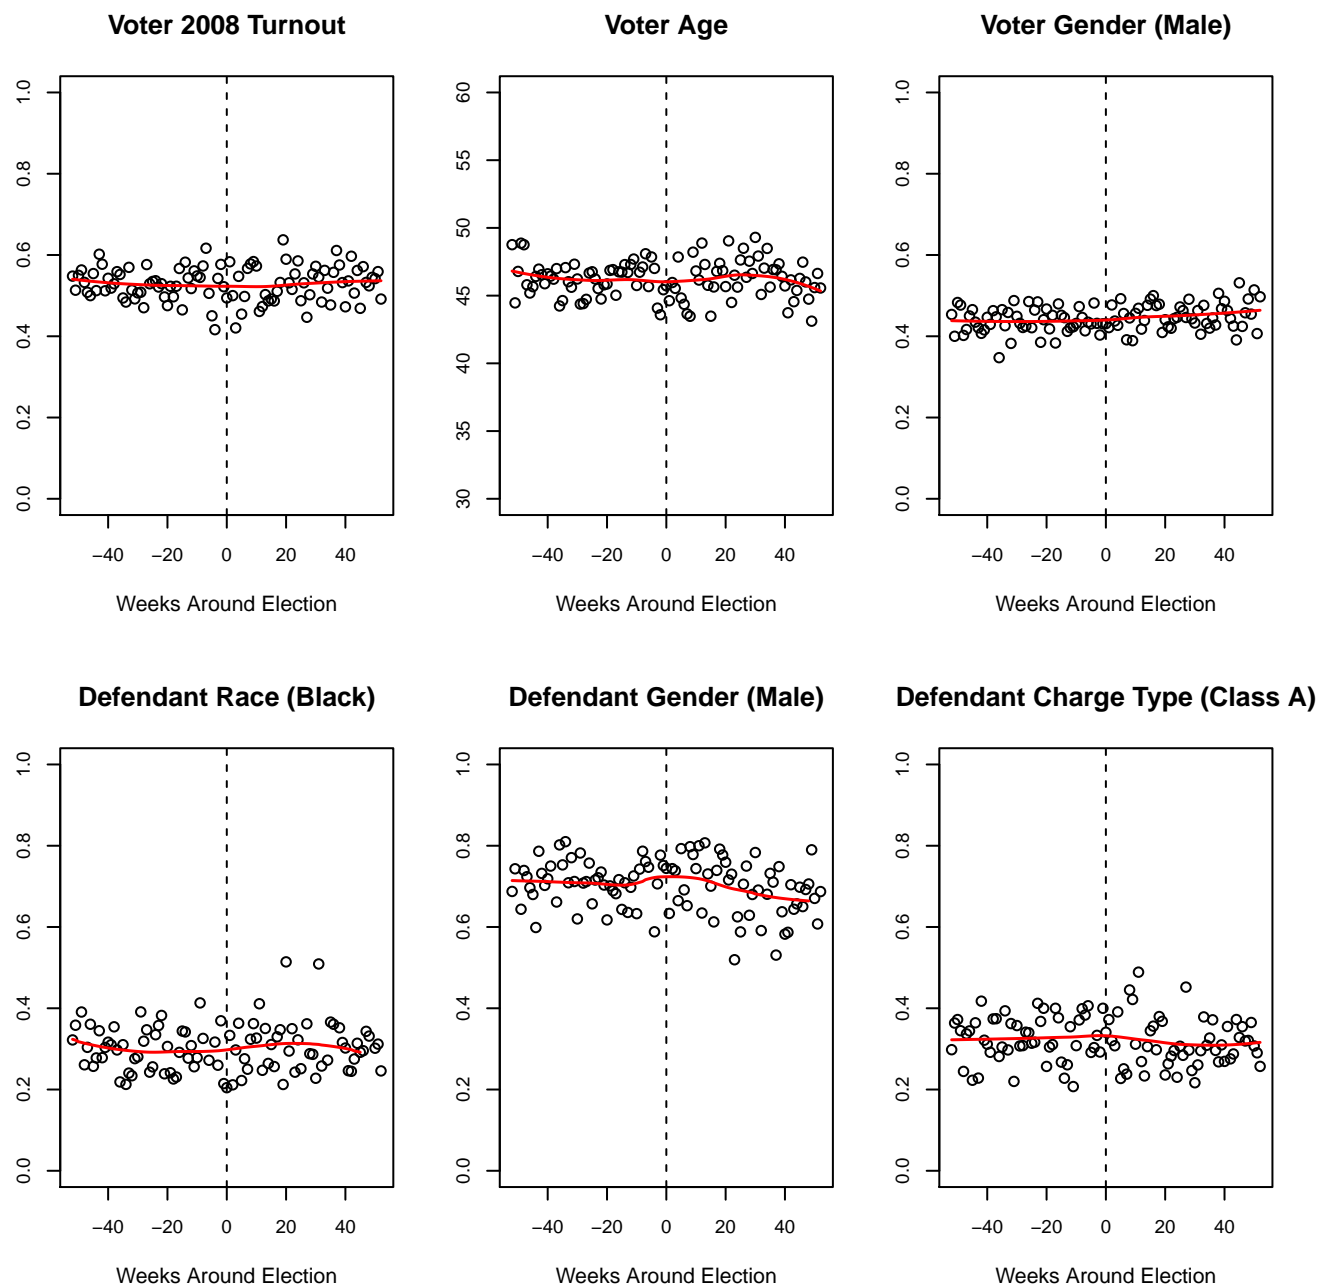 Voter 2008 Turnout
Voter Age
Voter Gender (Male)
1.0
0.8
0.6
0.4
0.2
0.0
60
55
50
45
40
35
30
1.0
0.8
0.6
0.4
0.2
0.0
−40 −20 0 20 40
−40 −20 0 20 40
−40 −20 0 20 40
Weeks Around Election
Weeks Around Election
Weeks Around Election
Defendant Race (Black)
Defendant Gender (Male)
Defendant Charge Type (Class A)
1.0
0.8
0.6
0.4
0.2
0.0
1.0
0.8
0.6
0.4
0.2
0.0
1.0
0.8
0.6
0.4
0.2
0.0
−40 −20 0 20 40
−40 −20 0 20 40
−40 −20 0 20 40
Weeks Around Election
Weeks Around Election
Weeks Around Election